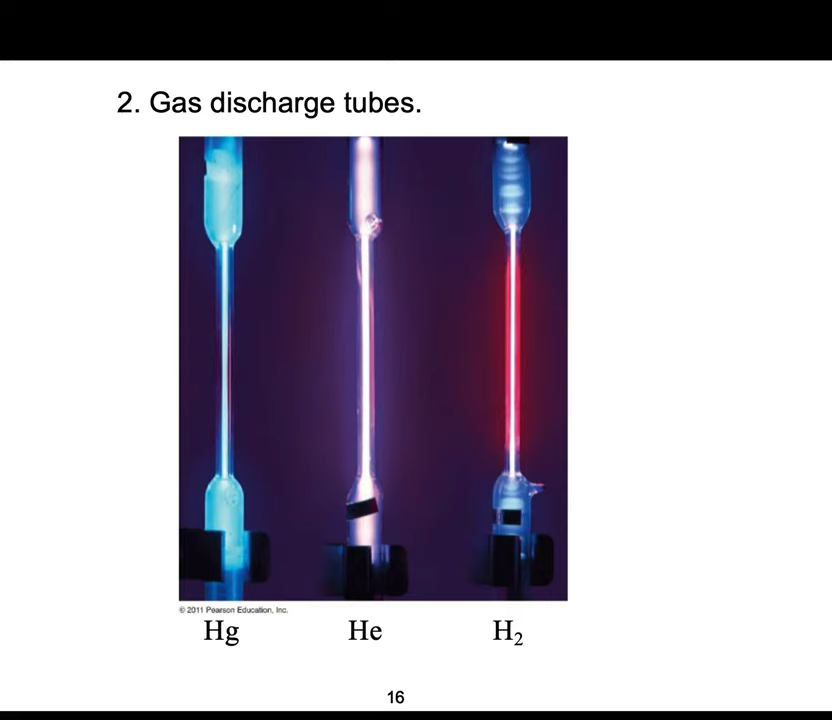 2. Gas discharge tubes.
© 2011 Pearson Education, Inc.
Hg He H₂
16